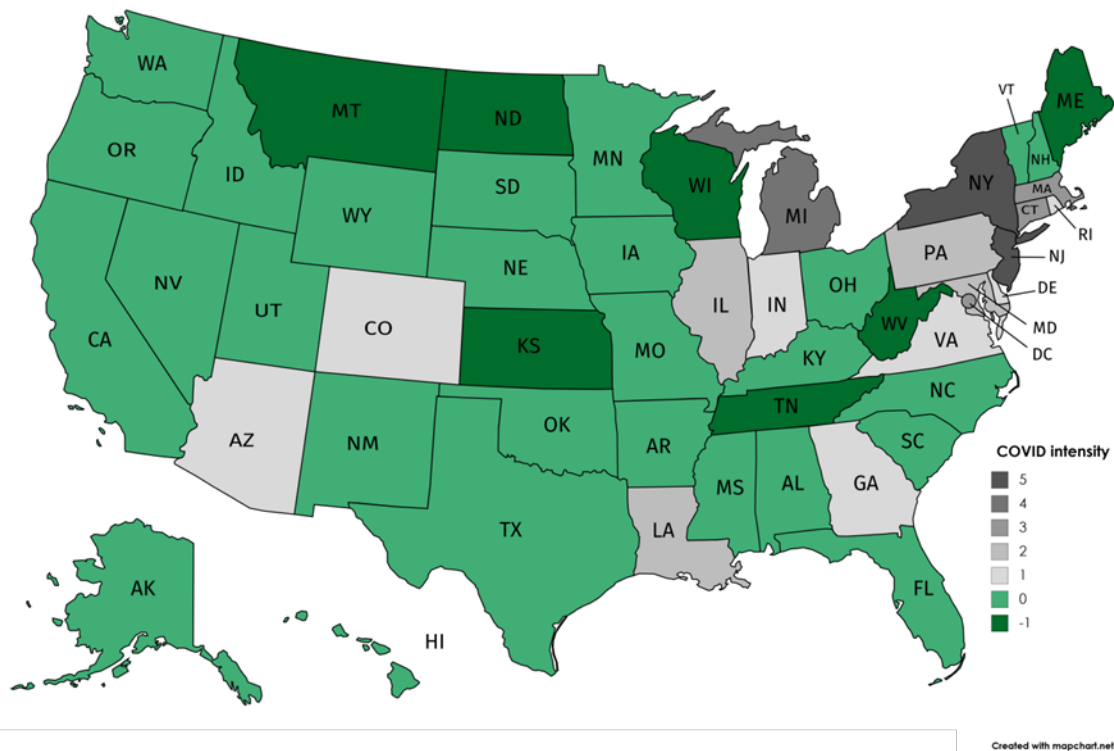 WA
MT
ND
MN
VT
ME
OR
ID
SD
WI
NY
NH
WY
MI
MA
CT
RI
NV
NE
IA
PA
NJ
UT
CO
IL
IN
OH
DE
CA
KS
MO
WV
VA
MD
KY
DC
AZ
NM
OK
AR
TN
NC
SC
MS
AL
GA
TX
LA
FL
AK
HI
COVID intensity
5
4
3
2
1
0
-1
Created with mapchart.net